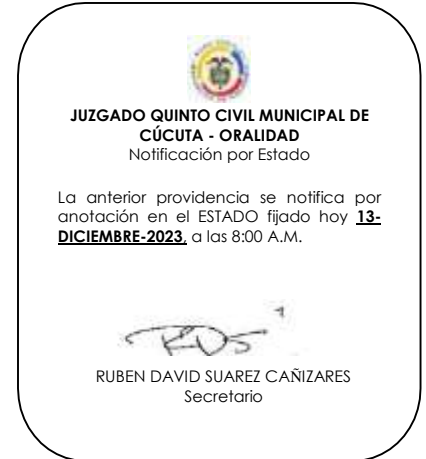 JUZGADO QUINTO CIVIL MUNICIPAL DE
CÚCUTA - ORALIDAD
Notificación por Estado
La anterior providencia se notifica por
anotación en el ESTADO fijado hoy 13-
DICIEMBRE-2023, a las 8:00 A.M.
RUBEN DAVID SUAREZ CAÑIZARES
Secretario